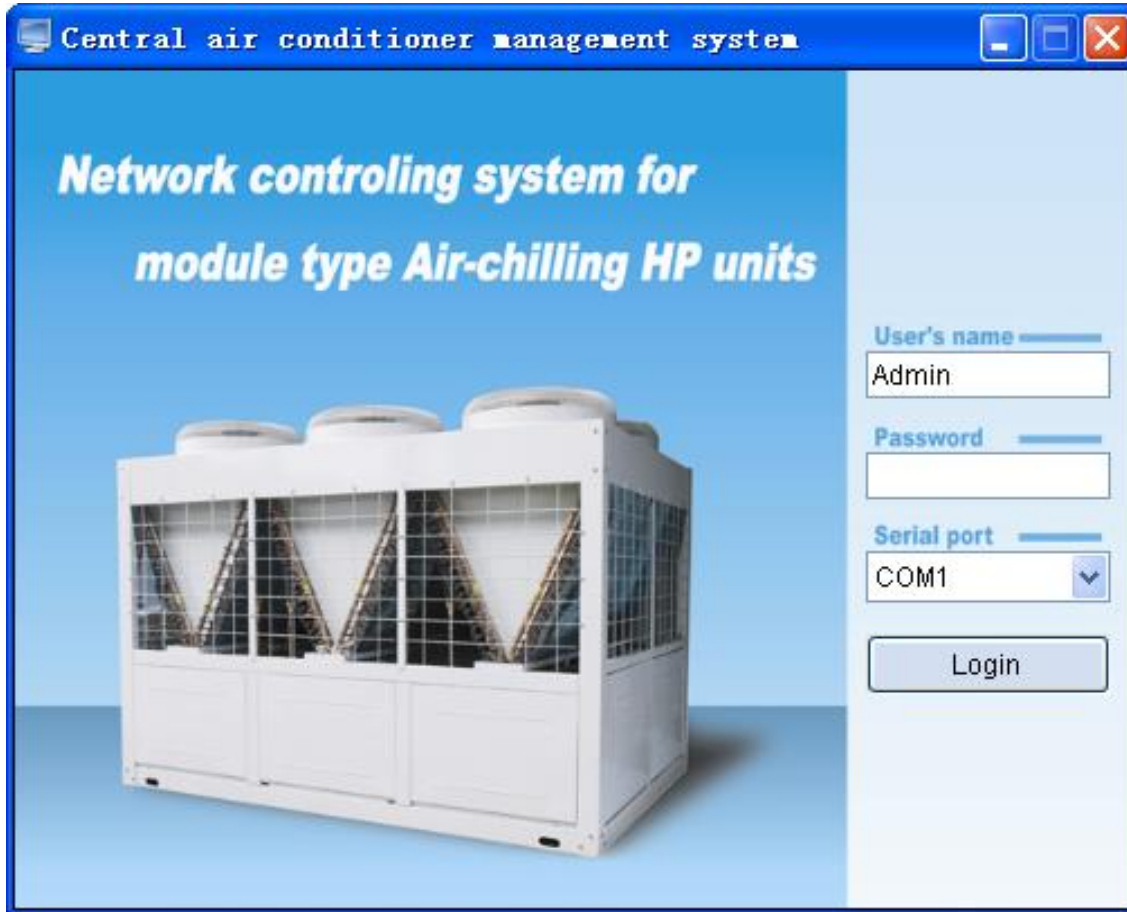 Central air conditioner management system
Network controling system for
module type Air-chilling HP units
User's name
Admin
Password
Serial port
COM1
Login